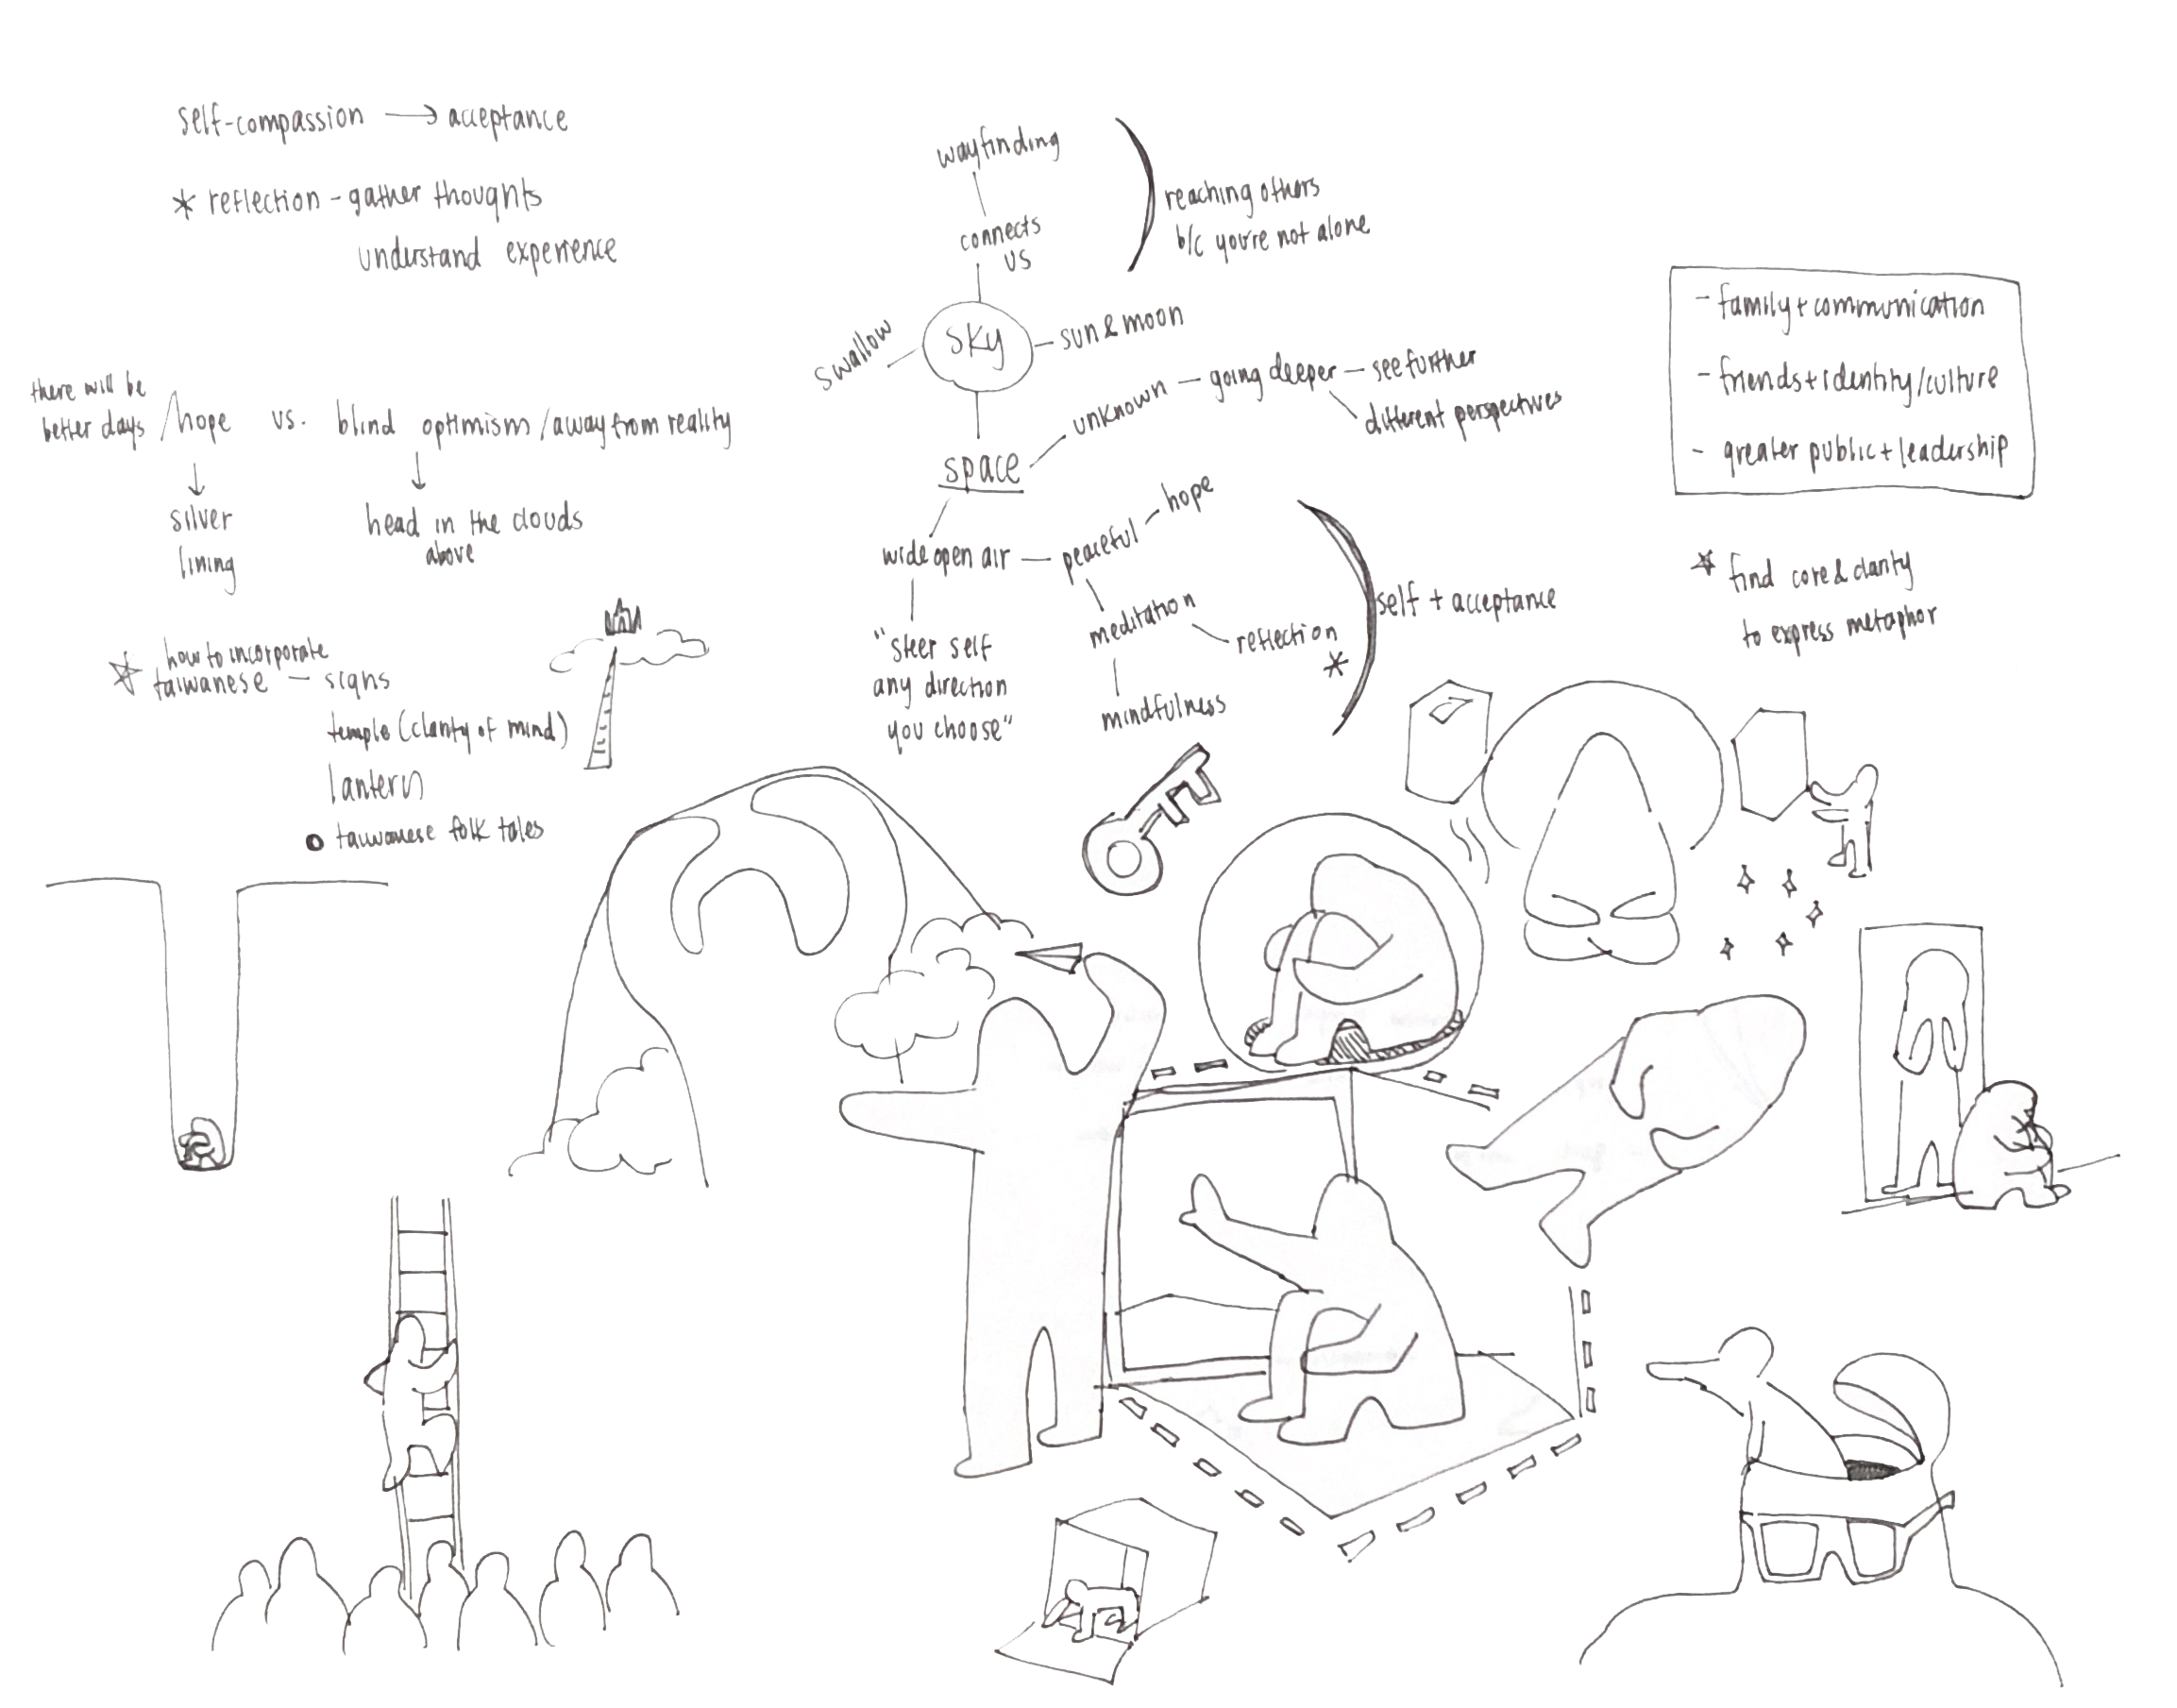 self-compassion → acceptance
* reflection - gather thoughts
understand experience
there will be
better days / hope vs. blind optimism / away from reality
silver
lining
head in the clouds
above
how to incorporate
taiwanese - signs
temple (clarity of mind)
lantern
taiwanese folk tales
wayfinding
connects
us
reaching others
b/c you're not alone
sky
swallow
sun & moon
space
unknown - going deeper - see further
different perspectives
wide open air - peaceful - hope
"steer self
any direction
you choose"
meditation
reflection
*
mindfulness
self + acceptance
- family + communication
- friends + identity/culture
- greater public + leadership
* find core & clarity
to express metaphor